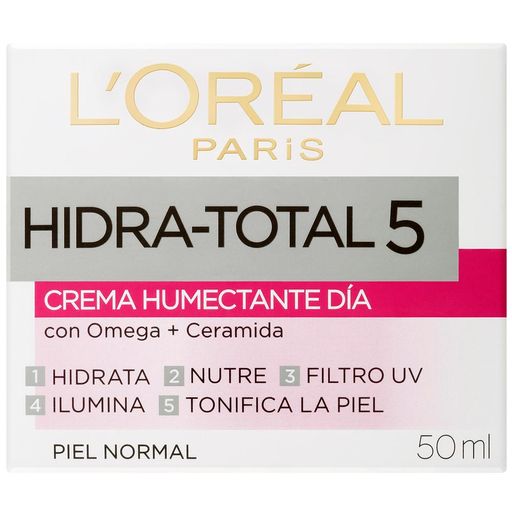 L'ORÉAL
PARIS
HIDRA-TOTAL 5
CREMA HUMECTANTE DÍA
con Omega + Ceramida
1 HIDRATA 2 NUTRE 3 FILTRO UV
4 ILUMINA 5 TONIFICA LA PIEL
PIEL NORMAL 50 ml